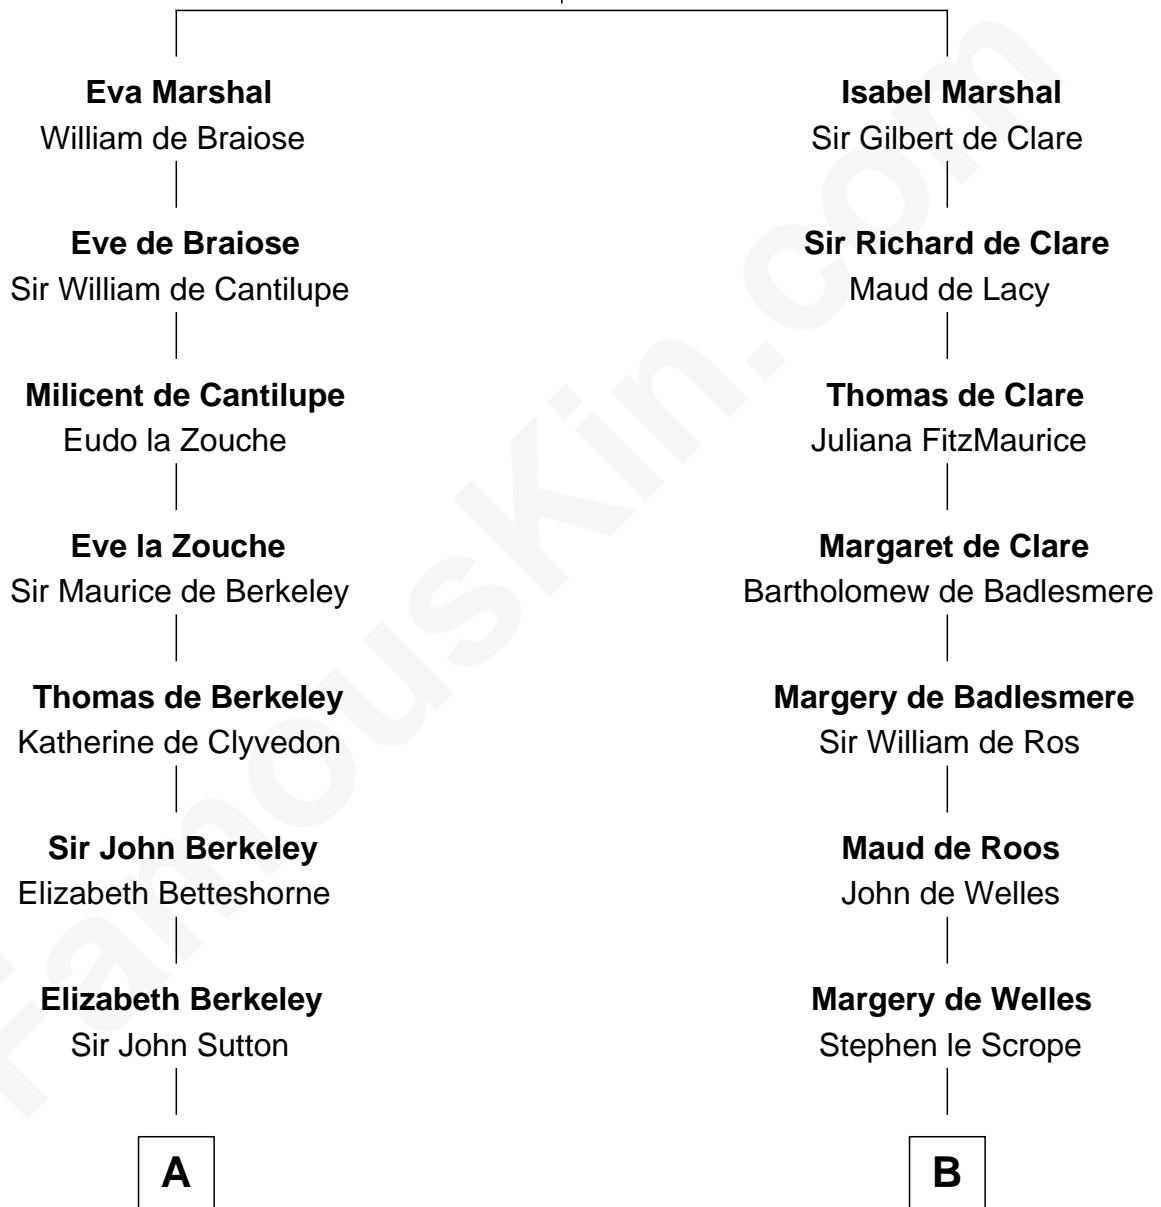 Eva Marshal
William de Braiose
Eve de Braiose
Sir William de Cantilupe
Milicent de Cantilupe
Eudo la Zouche
Eve la Zouche
Sir Maurice de Berkeley
Thomas de Berkeley
Katherine de Clyvedon
Sir John Berkeley
Elizabeth Betteshorne
Elizabeth Berkeley
Sir John Sutton
A
Isabel Marshal
Sir Gilbert de Clare
Sir Richard de Clare
Maud de Lacy
Thomas de Clare
Juliana FitzMaurice
Margaret de Clare
Bartholomew de Badlesmere
Margery de Badlesmere
Sir William de Ros
Maud de Roos
John de Welles
Margery de Welles
Stephen le Scrope
B
FamousKin.com